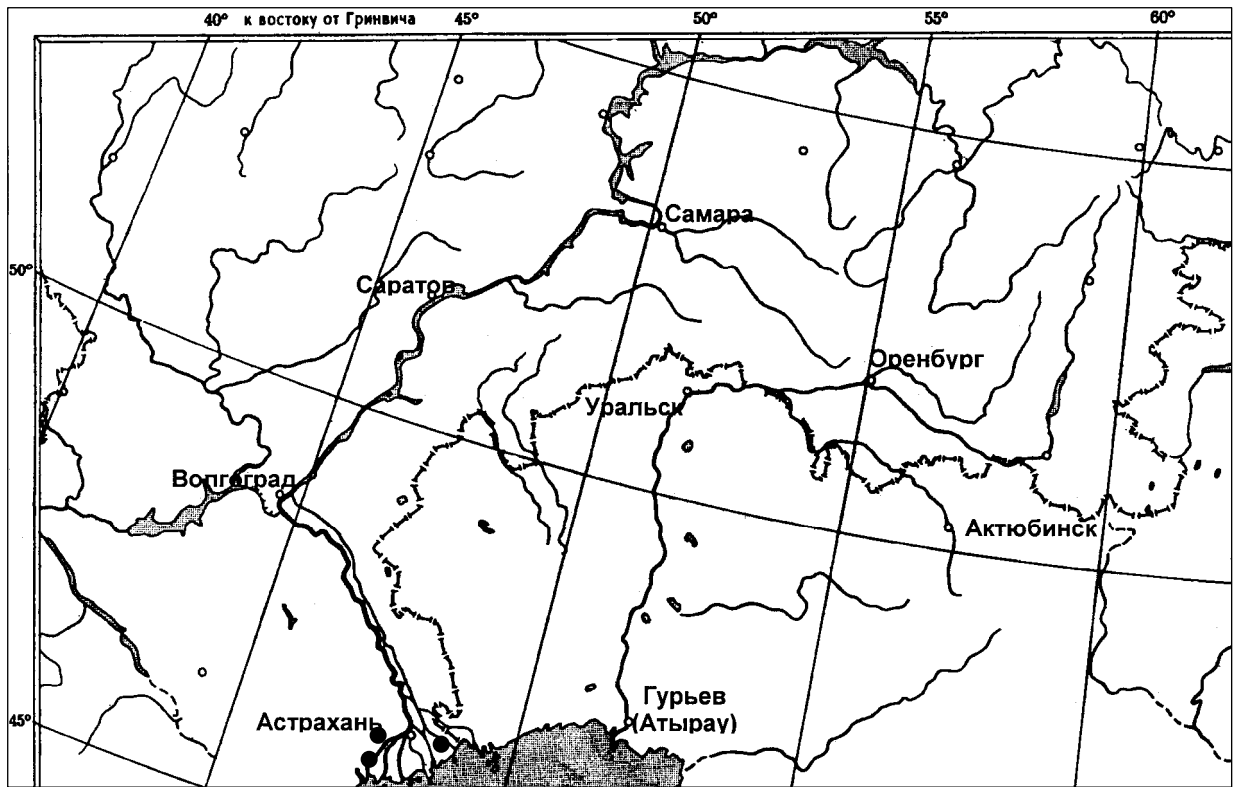 40° к востоку от Гринвича 45° 50° 55° 60°
Самара
50°
Саратов
Оренбург
Уральск
Волгоград
Актюбинск
Гурьев
(Атырау)
45°
Астрахань